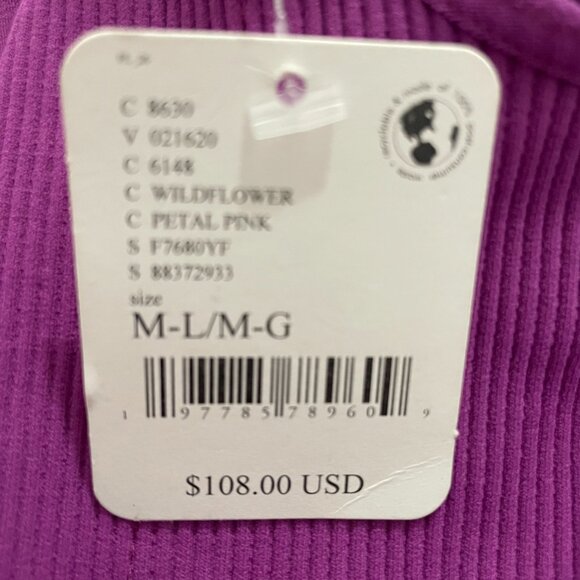 C 8630
V 021620
C 6148
C WILDFLOWER
C PETAL PINK
S F7680YF
S 88372933
size
M-L/M-G
1 97785 78960 9
$108.00 USD